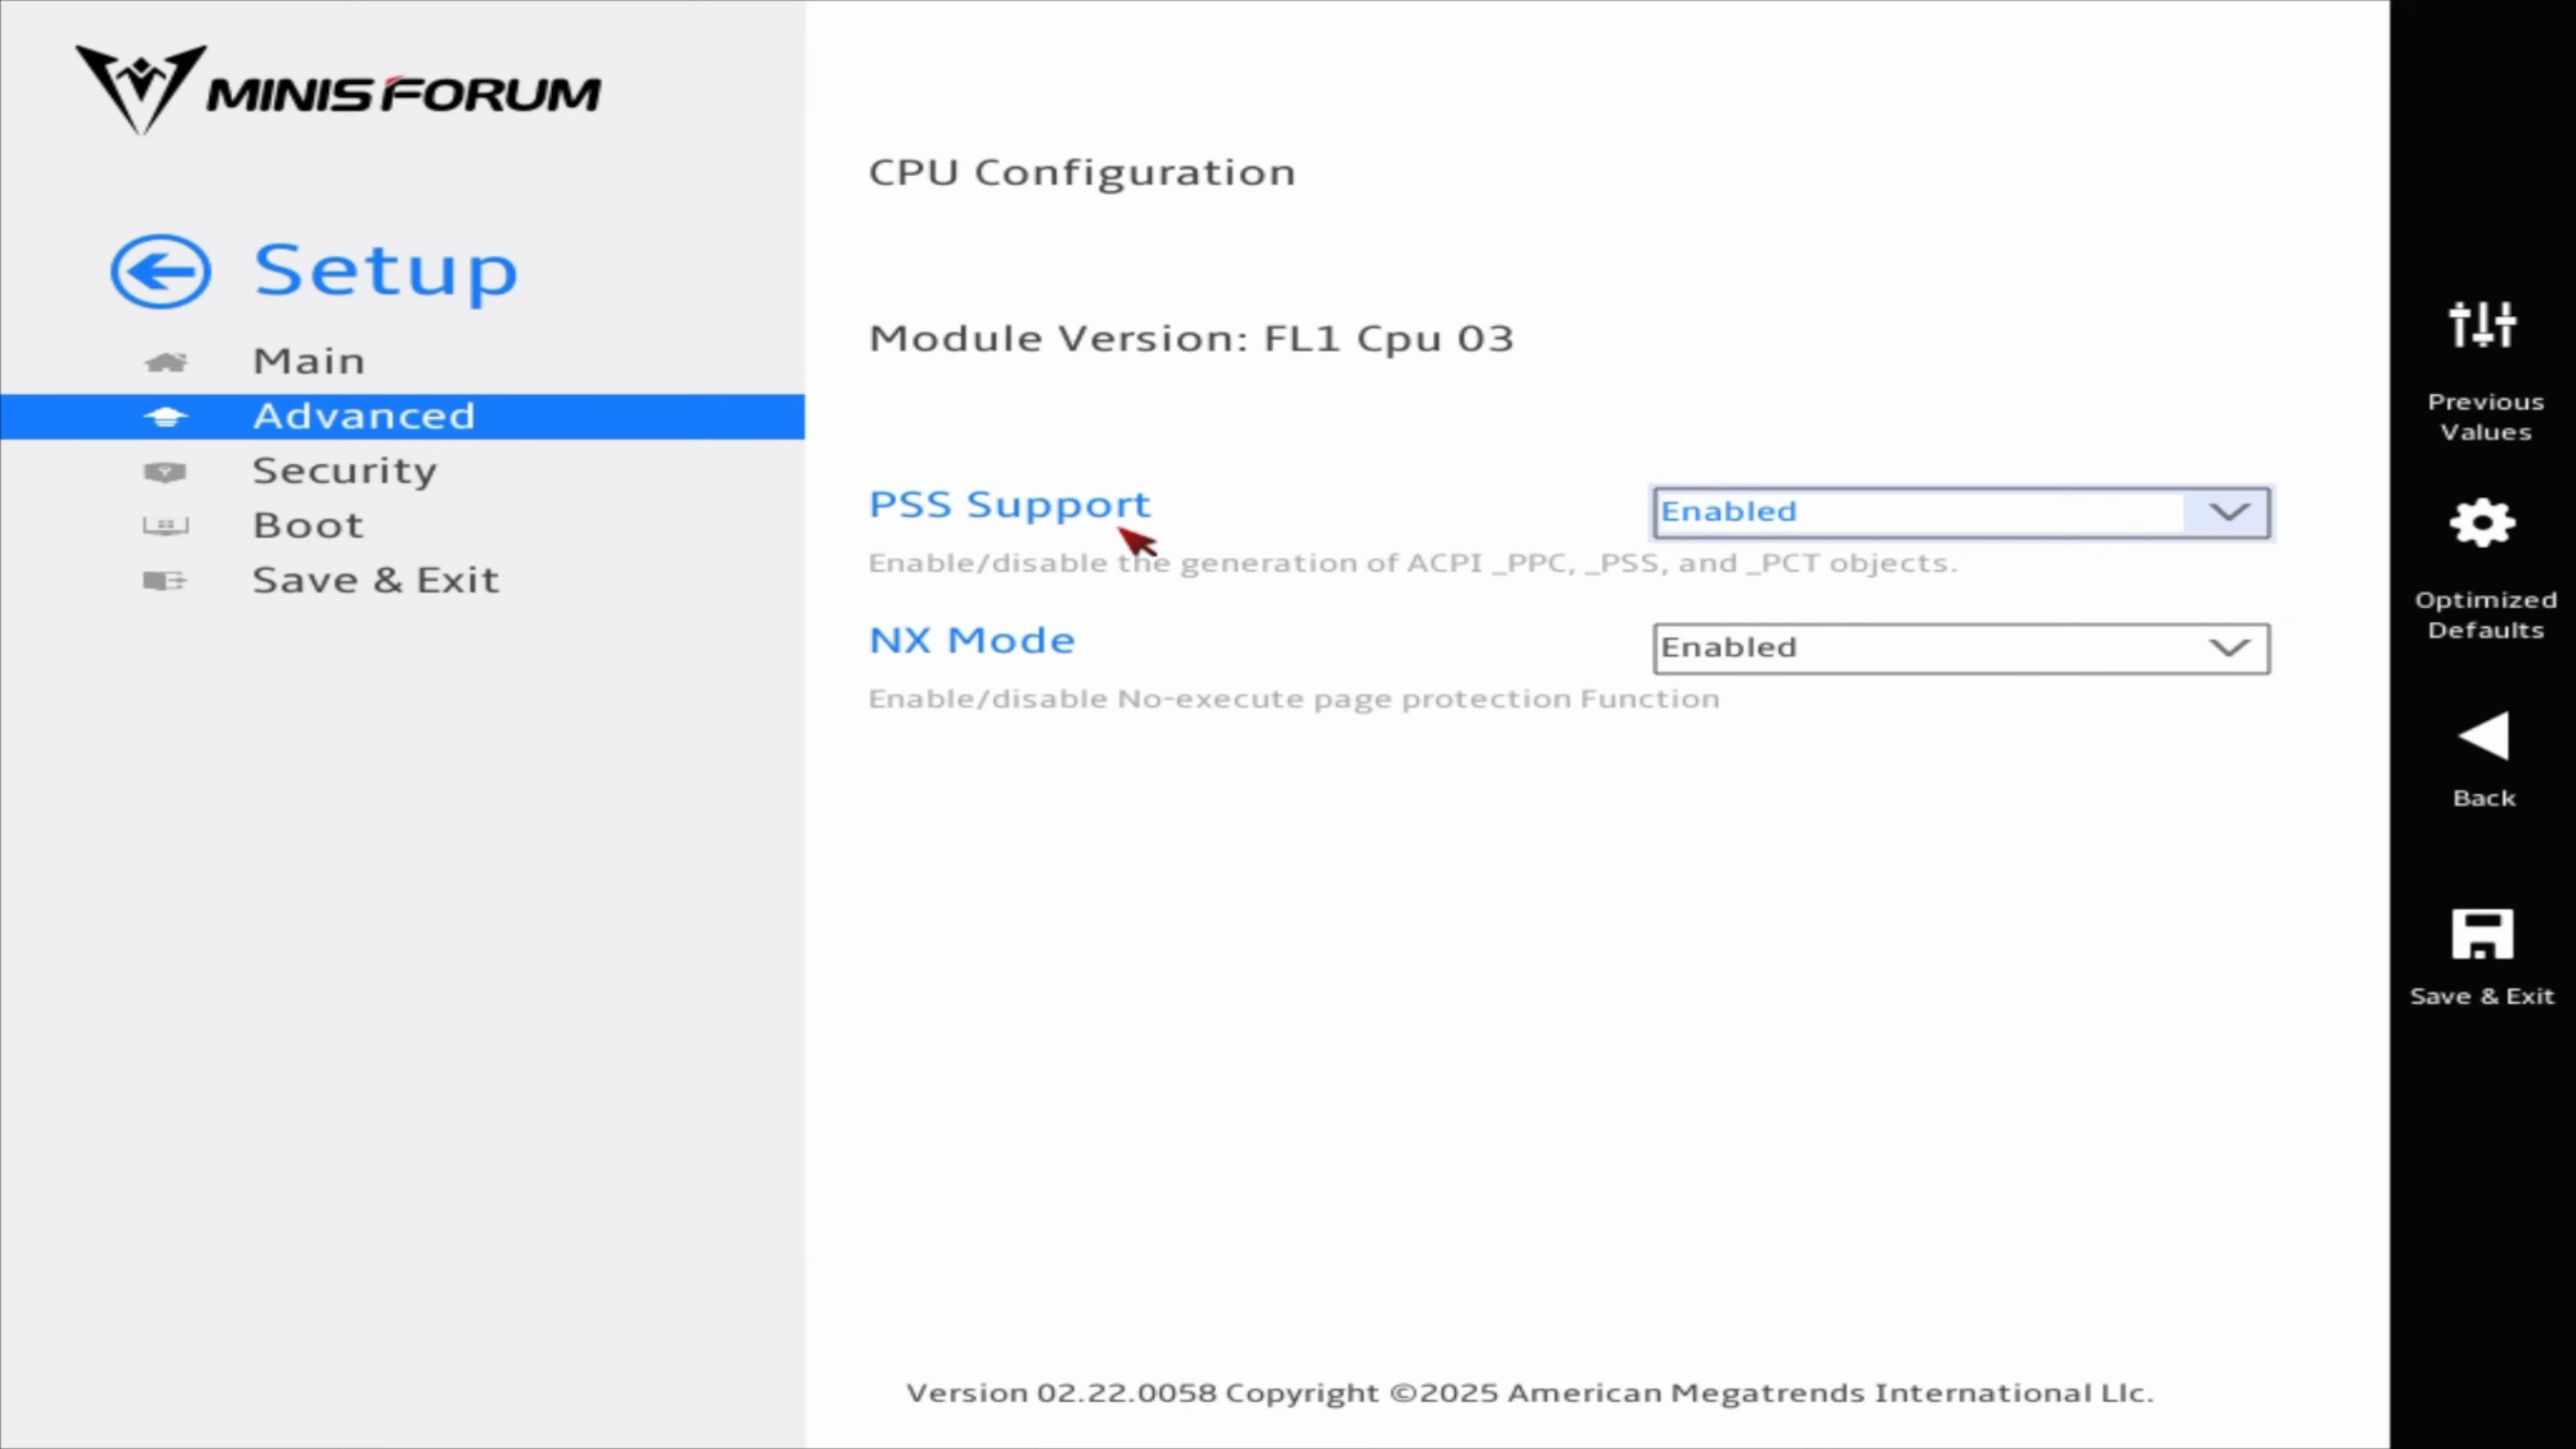 MINISFORUM
Setup
Main
Advanced
Security
Boot
Save & Exit
CPU Configuration
Module Version: FL1 Cpu 03
PSS Support
Enabled
Enable/disable the generation of ACPI _PPC, _PSS, and _PCT objects.
NX Mode
Enabled
Enable/disable No-execute page protection Function
Version 02.22.0058 Copyright ©2025 American Megatrends International Llc.
Previous
Values
Optimized
Defaults
Back
Save & Exit